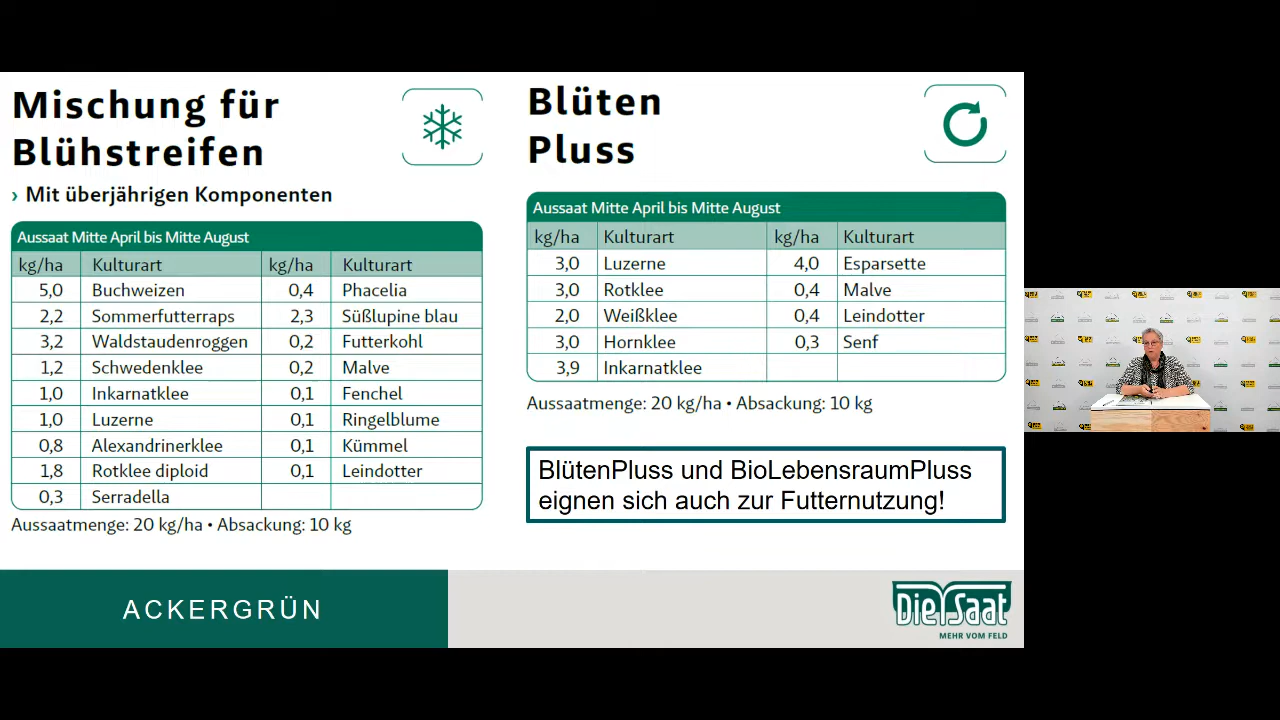 Mischung für
Blühstreifen
› Mit überjährigen Komponenten
Aussaat Mitte April bis Mitte August
kg/ha Kulturart kg/ha Kulturart
5,0 Buchweizen 0,4 Phacelia
2,2 Sommerfutterraps 2,3 Süßlupine blau
3,2 Waldstaudenroggen 0,2 Futterkohl
1,2 Schwedenklee 0,2 Malve
1,0 Inkarnatklee 0,1 Fenchel
1,0 Luzerne 0,1 Ringelblume
0,8 Alexandrinerklee 0,1 Kümmel
1,8 Rotklee diploid 0,1 Leindotter
0,3 Serradella
Aussaatmenge: 20 kg/ha • Absackung: 10 kg
Blüten
Pluss
Aussaat Mitte April bis Mitte August
kg/ha Kulturart kg/ha Kulturart
3,0 Luzerne 4,0 Esparsette
3,0 Rotklee 0,4 Malve
2,0 Weißklee 0,4 Leindotter
3,0 Hornklee 0,3 Senf
3,9 Inkarnatklee
Aussaatmenge: 20 kg/ha • Absackung: 10 kg
BlütenPluss und BioLebensraumPluss
eignen sich auch zur Futternutzung!
ACKERGRÜN
Die Saat
MEHR VOM FELD